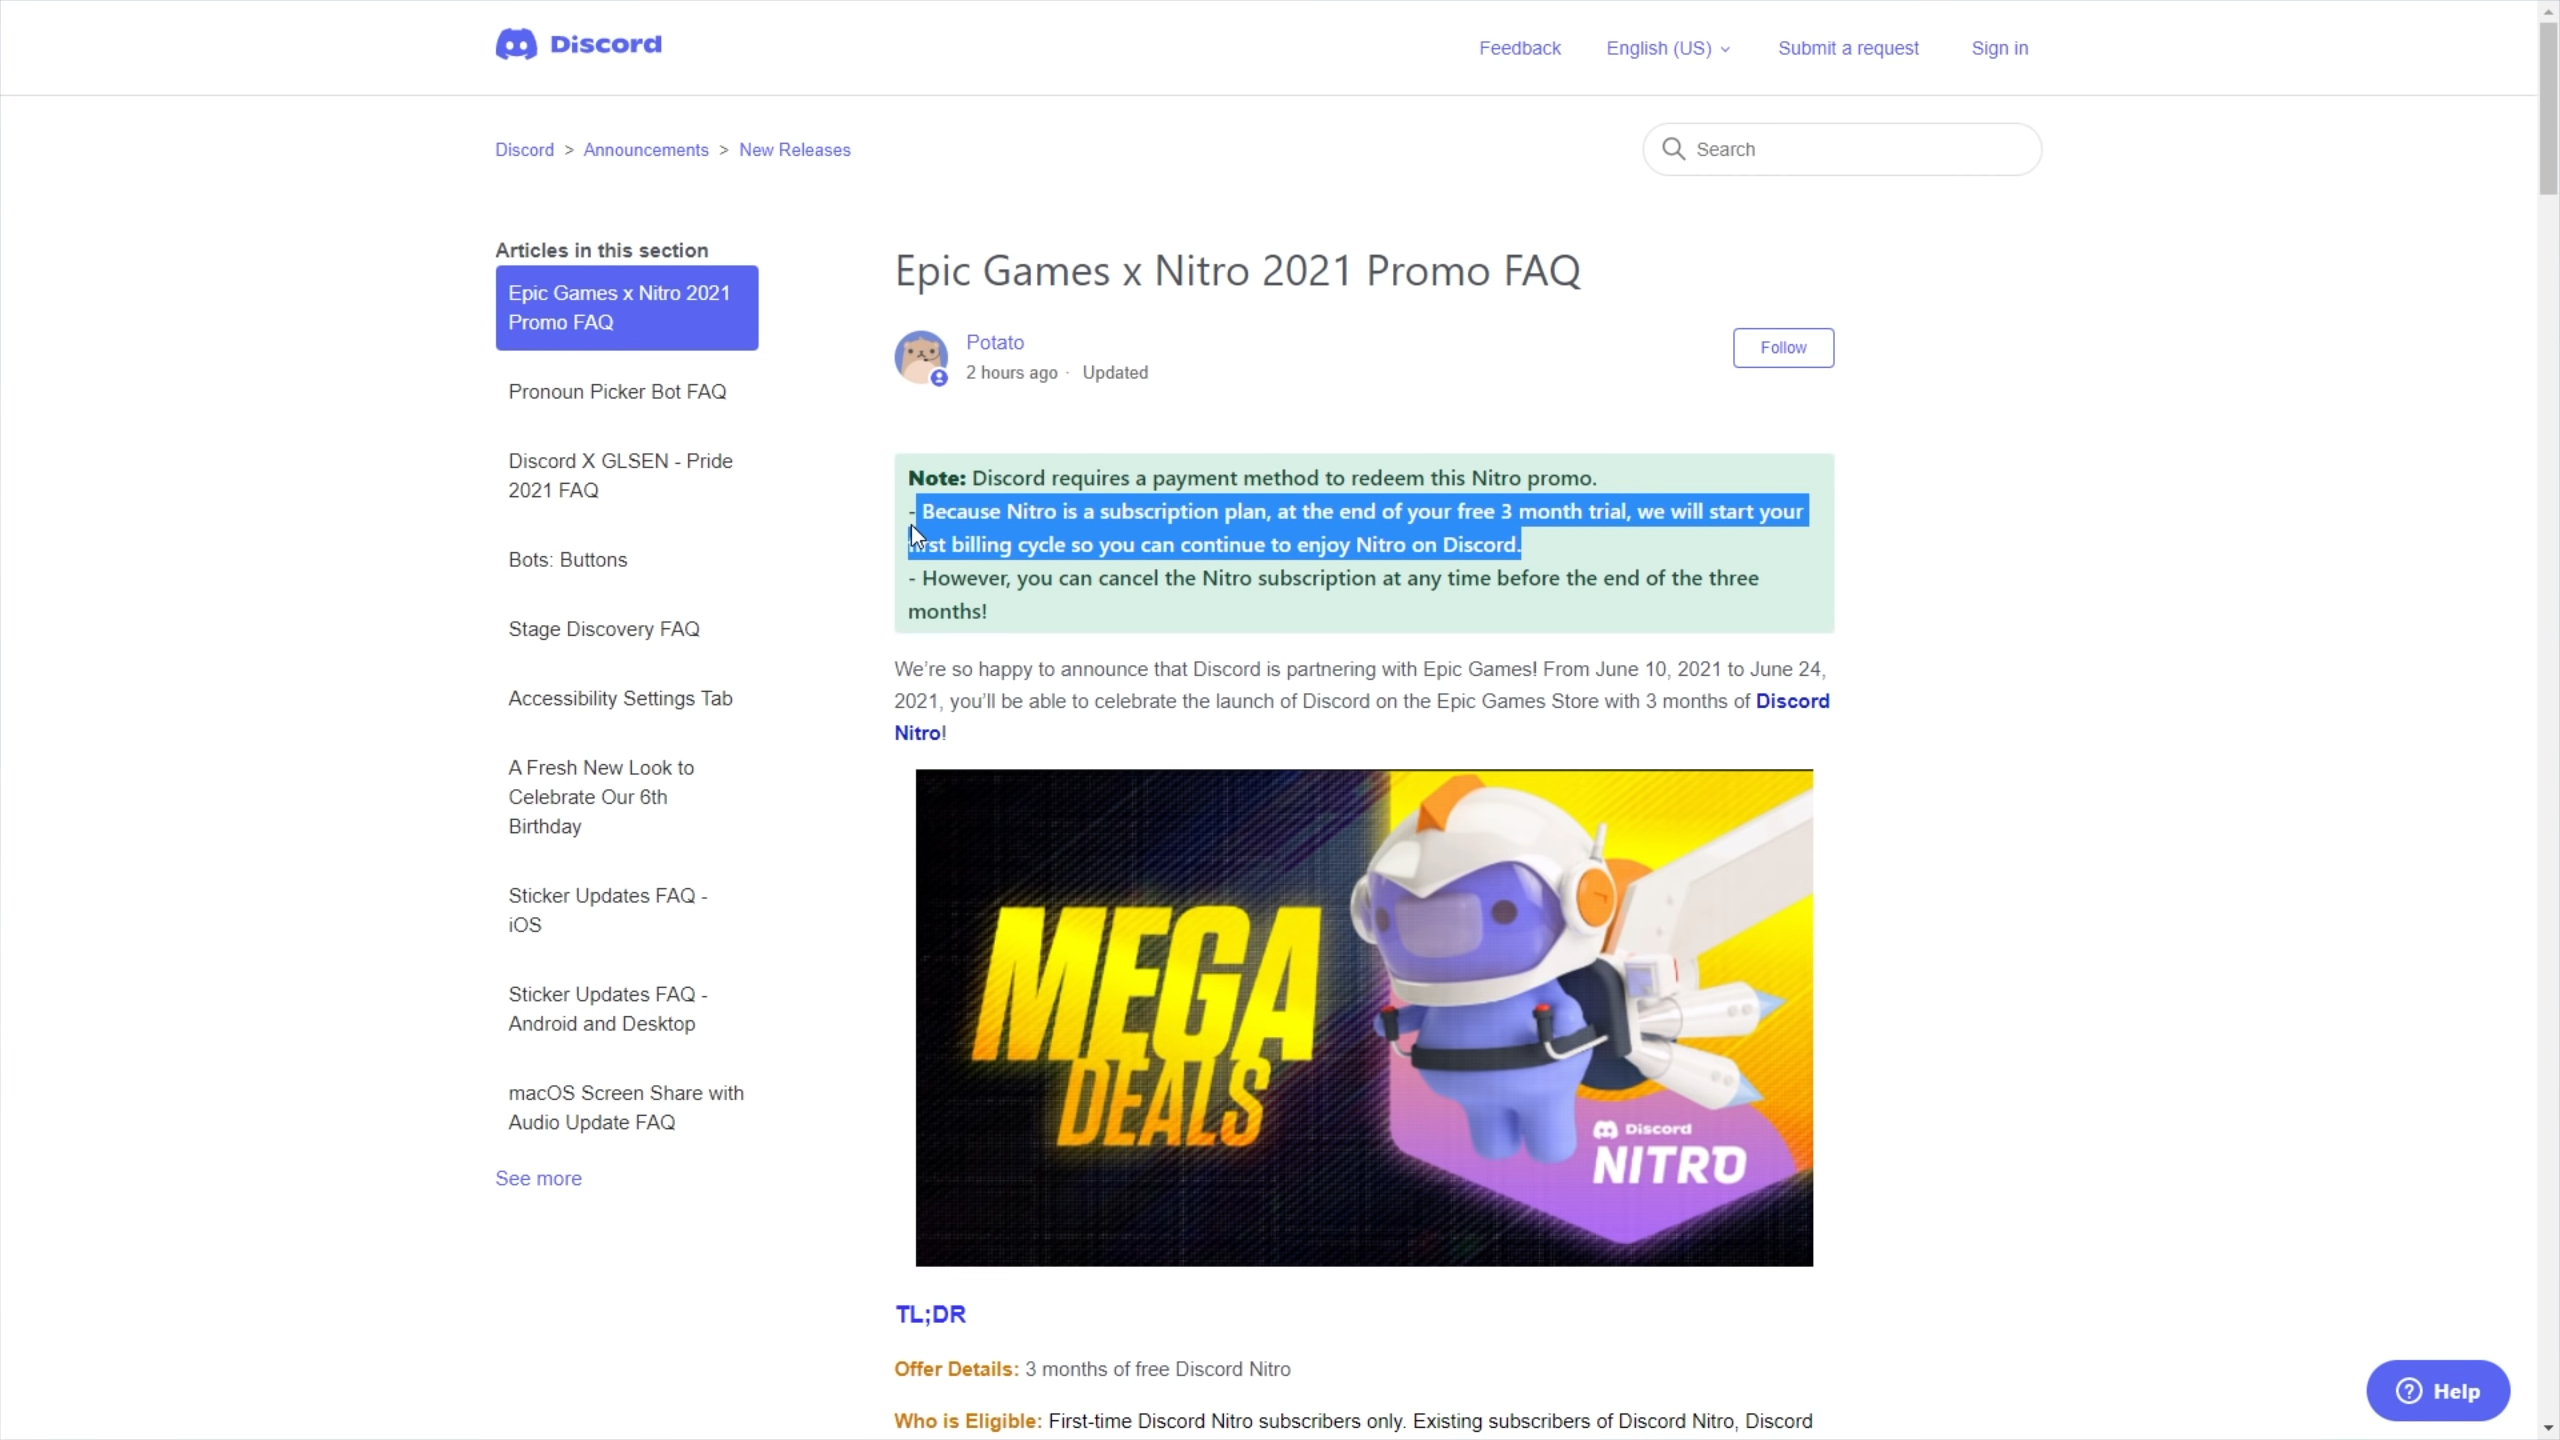 Discord
Feedback
English (US)
Submit a request
Sign in
Discord > Announcements > New Releases
Search
Articles in this section
Epic Games x Nitro 2021
Promo FAQ
Pronoun Picker Bot FAQ
Discord X GLSEN - Pride
2021 FAQ
Bots: Buttons
Stage Discovery FAQ
Accessibility Settings Tab
A Fresh New Look to
Celebrate Our 6th
Birthday
Sticker Updates FAQ -
iOS
Sticker Updates FAQ -
Android and Desktop
macOS Screen Share with
Audio Update FAQ
See more
Epic Games x Nitro 2021 Promo FAQ
Potato
2 hours ago · Updated
Follow
Note: Discord requires a payment method to redeem this Nitro promo.
- Because Nitro is a subscription plan, at the end of your free 3 month trial, we will start your
first billing cycle so you can continue to enjoy Nitro on Discord.
- However, you can cancel the Nitro subscription at any time before the end of the three
months!
We’re so happy to announce that Discord is partnering with Epic Games! From June 10, 2021 to June 24,
2021, you’ll be able to celebrate the launch of Discord on the Epic Games Store with 3 months of Discord
Nitro!
MEGA
DEALS
Discord
NITRO
TL;DR
Offer Details: 3 months of free Discord Nitro
Who is Eligible: First-time Discord Nitro subscribers only. Existing subscribers of Discord Nitro, Discord
Help